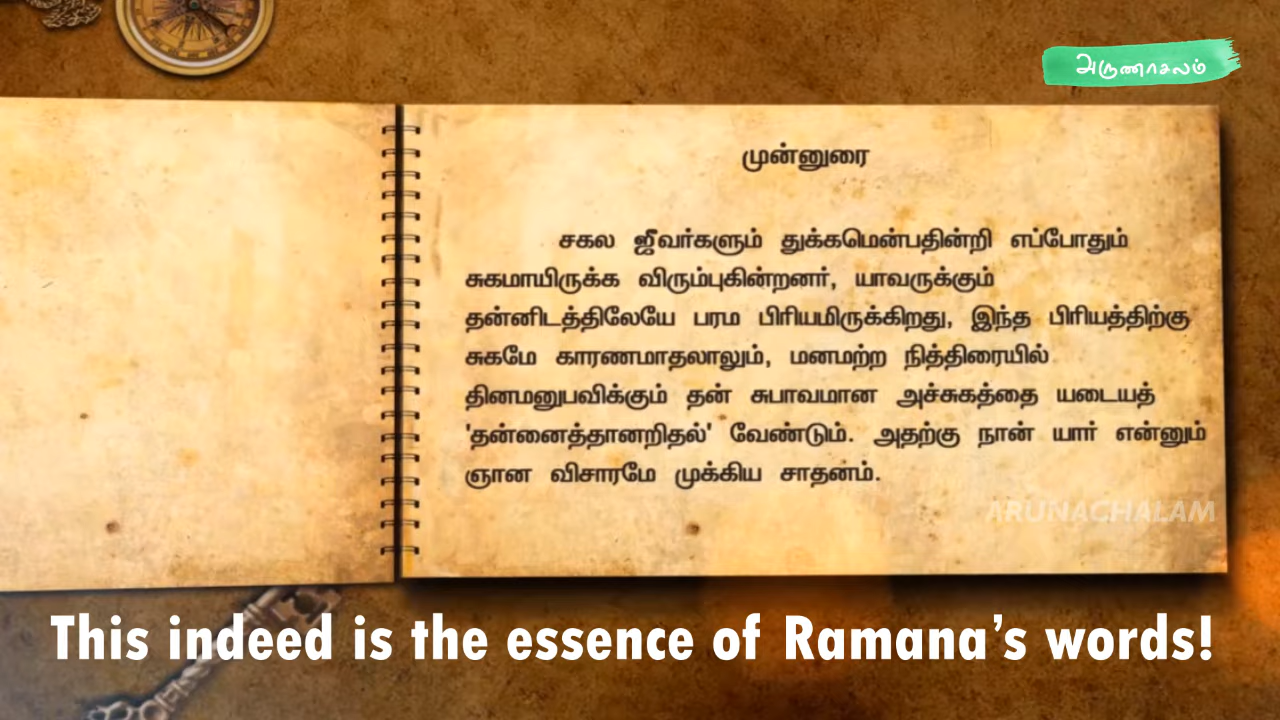 அருணாசலம்
முன்னுரை
சகல ஜீவர்களும் துக்கமென்பதின்றி எப்போதும்
சுகமாயிருக்க விரும்புகின்றனர், யாவருக்கும்
தன்னிடத்திலேயே பரம பிரியமிருக்கிறது, இந்த பிரியத்திற்கு
சுகமே காரணமாதலாலும், மனமற்ற நித்திரையில்
தினமனுபவிக்கும் தன் சுபாவமான அச்சுகத்தை யடையத்
'தன்னைத்தானறிதல்' வேண்டும். அதற்கு நான் யார் என்னும்
ஞான விசாரமே முக்கிய சாதனம்.
ARUNACHALAM
This indeed is the essence of Ramana’s words!